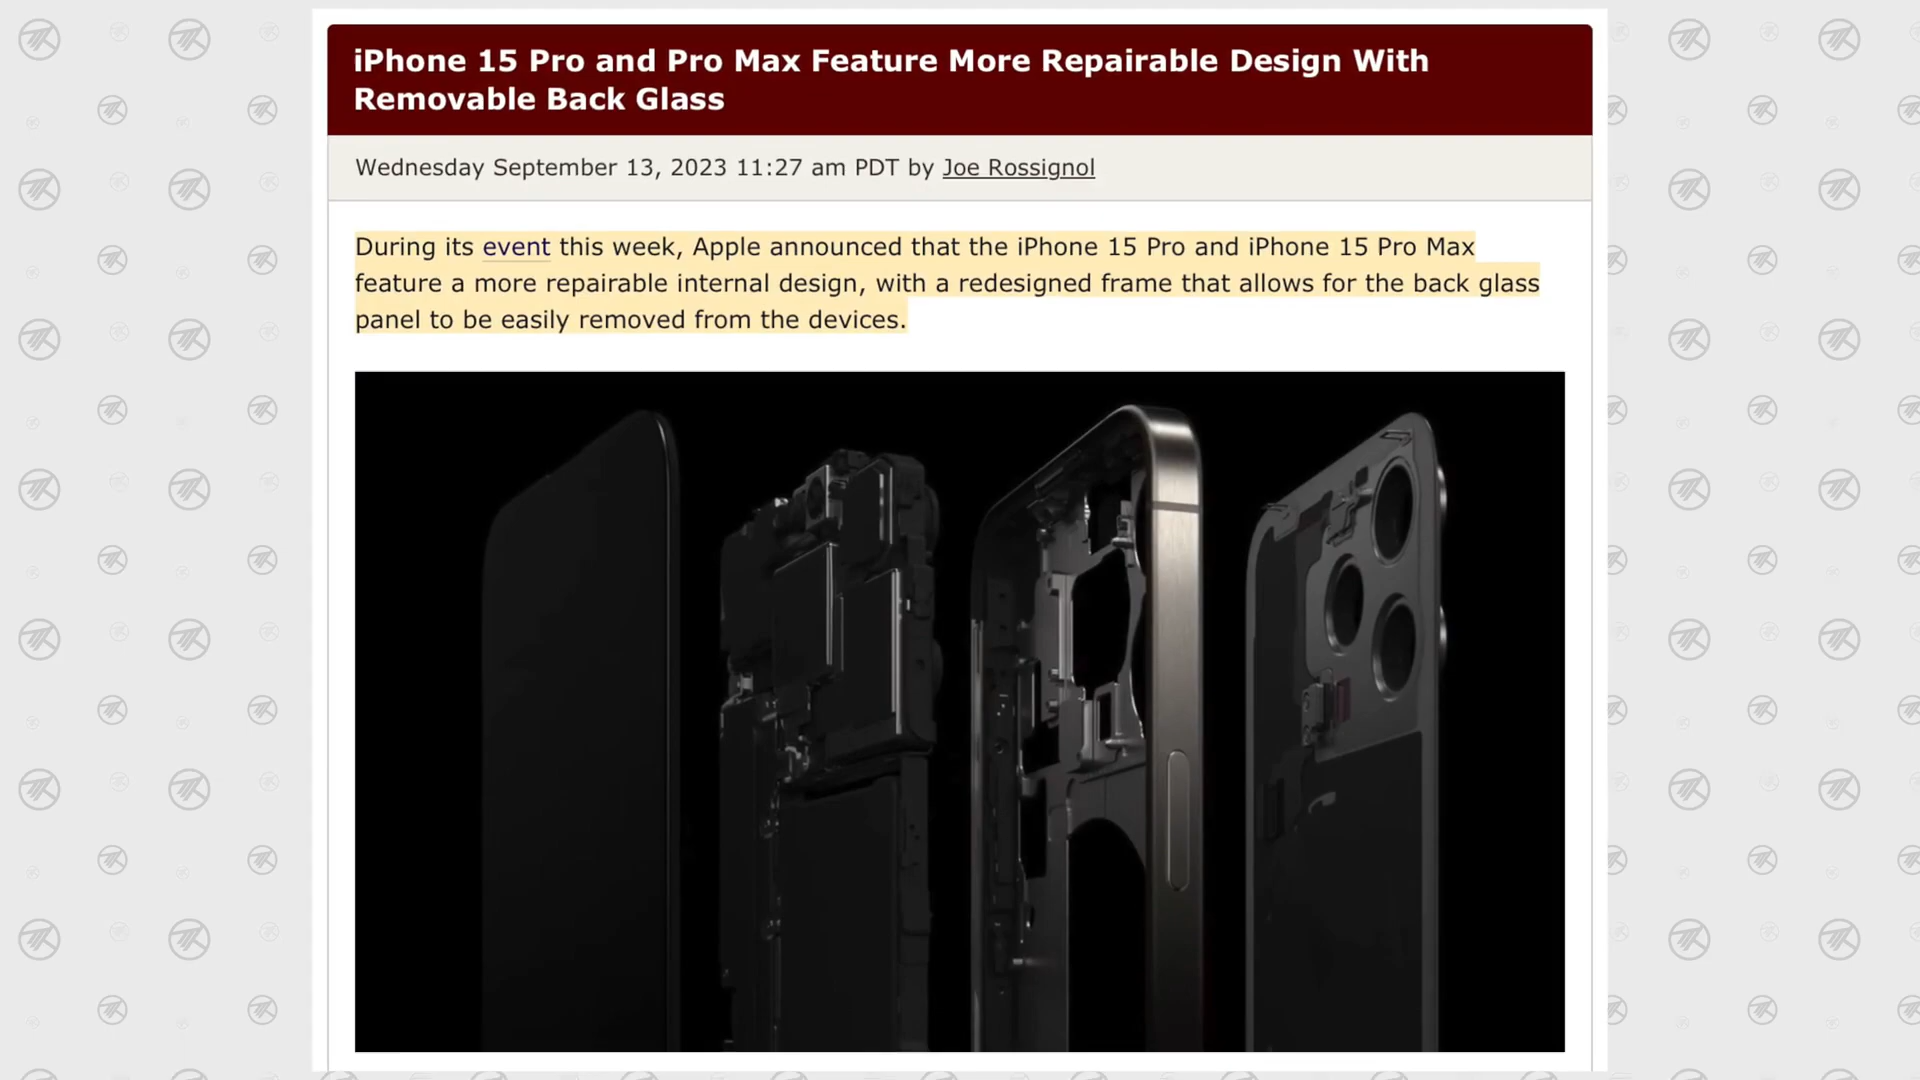 iPhone 15 Pro and Pro Max Feature More Repairable Design With
Removable Back Glass
Wednesday September 13, 2023 11:27 am PDT by Joe Rossignol
During its event this week, Apple announced that the iPhone 15 Pro and iPhone 15 Pro Max
feature a more repairable internal design, with a redesigned frame that allows for the back glass
panel to be easily removed from the devices.